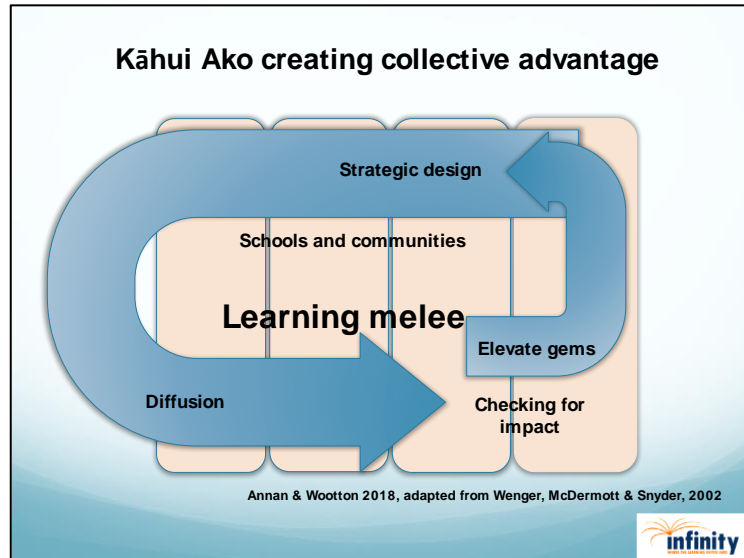 Kāhui Ako creating collective advantage
Strategic design
Schools and communities
Learning melee
Elevate gems
Diffusion
Checking for
impact
Annan & Wootton 2018, adapted from Wenger, McDermott & Snyder, 2002
infinity